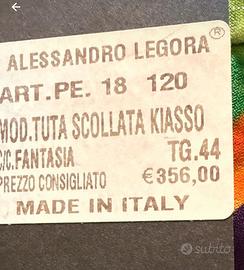 ALESSANDRO LEGORA®
ART.PE. 18 120
MOD.TUTA SCOLLATA KIASSO
C/C.FANTASIA TG.44
PREZZO CONSIGLIATO €356,00
MADE IN ITALY
subito